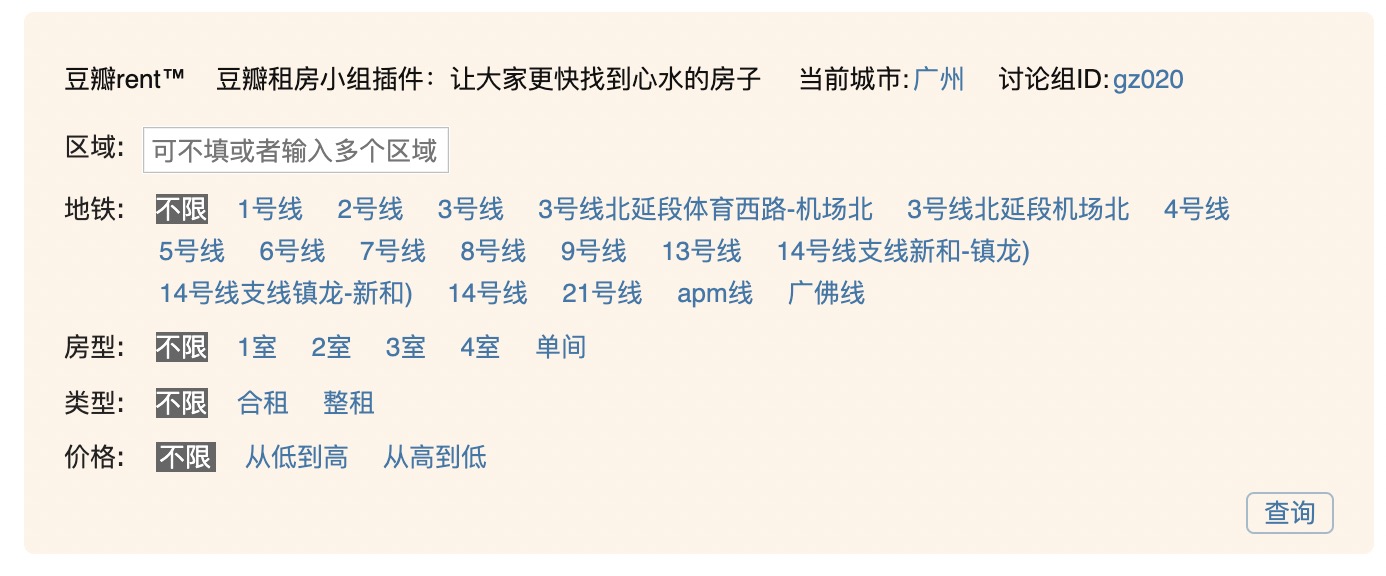 豆瓣rent™ 豆瓣租房小组插件：让大家更快找到心水的房子 当前城市:广州 讨论组ID:gz020
区域: 可不填或者输入多个区域
地铁: 不限 1号线 2号线 3号线 3号线北延段体育西路-机场北 3号线北延段机场北 4号线
5号线 6号线 7号线 8号线 9号线 13号线 14号线支线新和-镇龙)
14号线支线镇龙-新和) 14号线 21号线 apm线 广佛线
房型: 不限 1室 2室 3室 4室 单间
类型: 不限 合租 整租
价格: 不限 从低到高 从高到低
查询